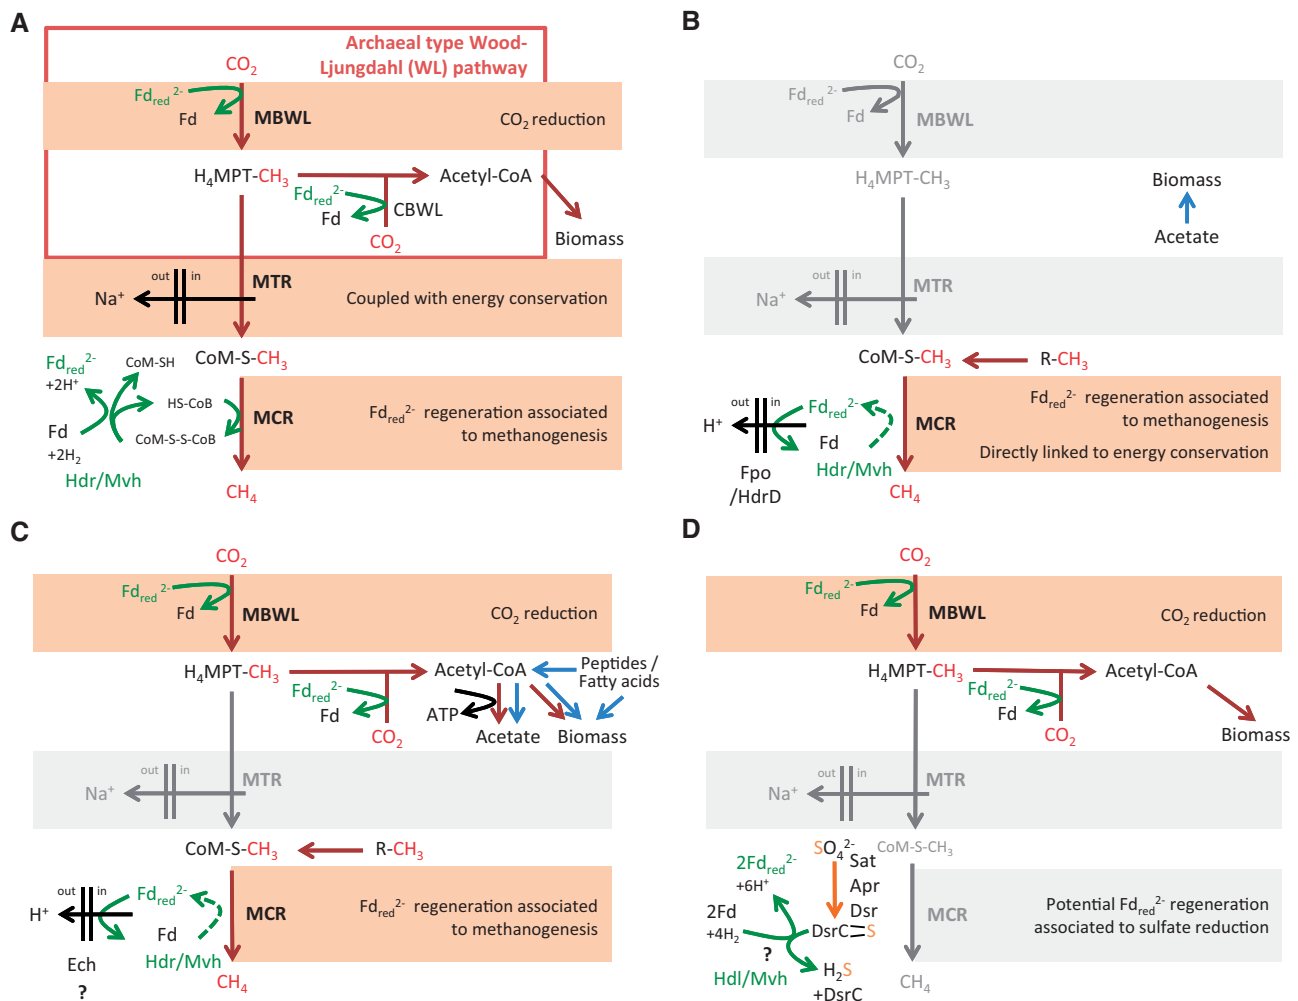 A
Archaeal type Wood-
Ljungdahl (WL) pathway
CO2
Fdred2-
Fd
MBWL
CO2 reduction
H4MPT-CH3
Acetyl-CoA
Fdred2-
Fd
CBWL
CO2
Biomass
out
in
MTR
Na+
Coupled with energy conservation
CoM-S-CH3
Fdred2-
+2H+
CoM-SH
HS-CoB
MCR
Fdred2- regeneration associated
to methanogenesis
Fd
+2H2
CoM-S-S-CoB
Hdr/Mvh
CH4
B
CO2
Fdred2-
Fd
MBWL
H4MPT-CH3
Biomass
Acetate
out
in
MTR
Na+
CoM-S-CH3
R-CH3
out
in
Fdred2-
Fdred2- regeneration associated
to methanogenesis
H+
Fd
MCR
Directly linked to energy conservation
Fpo
/HdrD
Hdr/Mvh
CH4
C
CO2
Fdred2-
Fd
MBWL
CO2 reduction
H4MPT-CH3
Acetyl-CoA
Peptides /
Fatty acids
Fdred2-
Fd
ATP
CO2
Acetate
Biomass
out
in
MTR
Na+
CoM-S-CH3
R-CH3
out
in
Fdred2-
H+
MCR
Fdred2- regeneration associated
to methanogenesis
Fd
Ech
?
Hdr/Mvh
CH4
D
CO2
Fdred2-
Fd
MBWL
CO2 reduction
H4MPT-CH3
Acetyl-CoA
Fdred2-
Fd
CO2
Biomass
out
in
MTR
Na+
SO42-
CoM-S-CH3
2Fdred2-
+6H+
Sat
Apr
Dsr
2Fd
+4H2
DsrC=S
MCR
Potential Fdred2- regeneration
associated to sulfate reduction
?
Hdl/Mvh
H2S
+DsrC
CH4